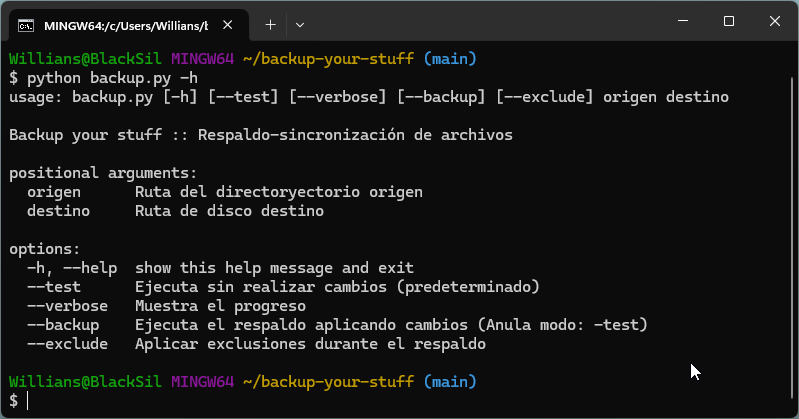 MINGW64:/c/Users/Willians/b
Willians@BlackSil MINGW64 ~/backup-your-stuff (main)
$ python backup.py -h
usage: backup.py [-h] [--test] [--verbose] [--backup] [--exclude] origen destino
Backup your stuff :: Respaldo-sincronización de archivos
positional arguments:
origen Ruta del directoryectorio origen
destino Ruta de disco destino
options:
-h, --help show this help message and exit
--test Ejecuta sin realizar cambios (predeterminado)
--verbose Muestra el progreso
--backup Ejecuta el respaldo aplicando cambios (Anula modo: -test)
--exclude Aplicar exclusiones durante el respaldo
Willians@BlackSil MINGW64 ~/backup-your-stuff (main)
$